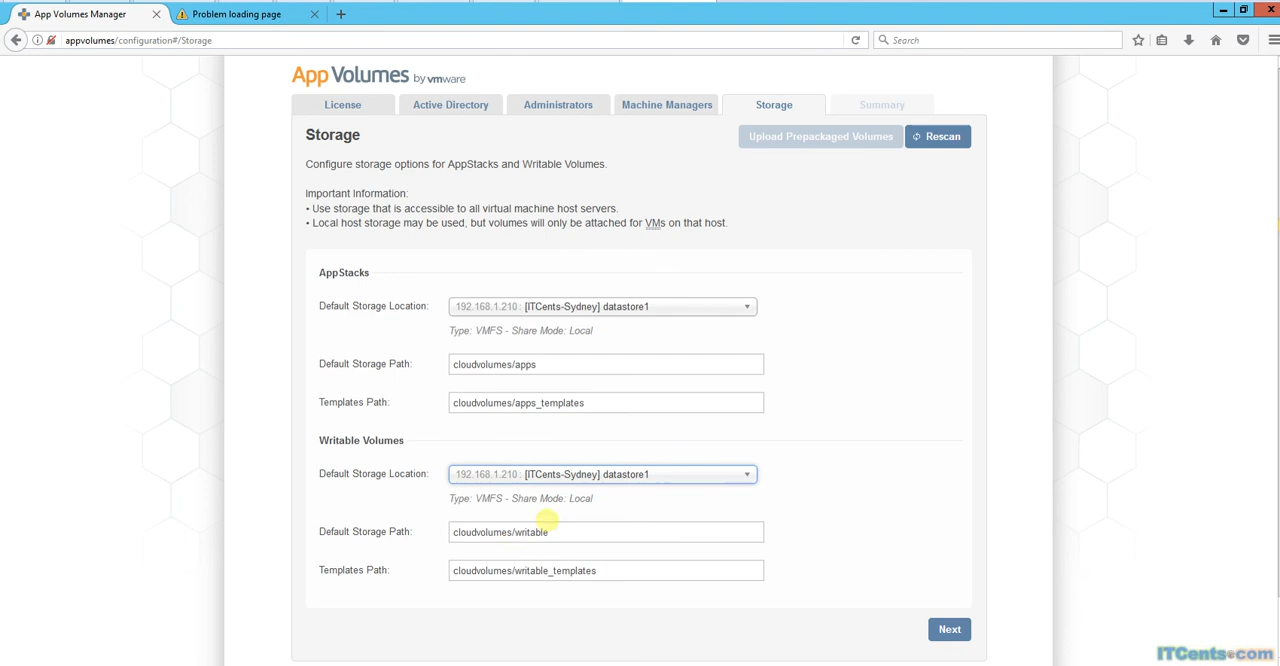 App Volumes Manager
Problem loading page
appvolumes/configuration#/Storage
Search
App Volumes by vmware
License
Active Directory
Administrators
Machine Managers
Storage
Summary
Storage
Upload Prepackaged Volumes
Rescan
Configure storage options for AppStacks and Writable Volumes.
Important Information:
• Use storage that is accessible to all virtual machine host servers.
• Local host storage may be used, but volumes will only be attached for VMs on that host.
AppStacks
Default Storage Location:
192.168.1.210: [ITCents-Sydney] datastore1
Type: VMFS - Share Mode: Local
Default Storage Path:
cloudvolumes/apps
Templates Path:
cloudvolumes/apps_templates
Writable Volumes
Default Storage Location:
192.168.1.210: [ITCents-Sydney] datastore1
Type: VMFS - Share Mode: Local
Default Storage Path:
cloudvolumes/writable
Templates Path:
cloudvolumes/writable_templates
Next
ITCents.com